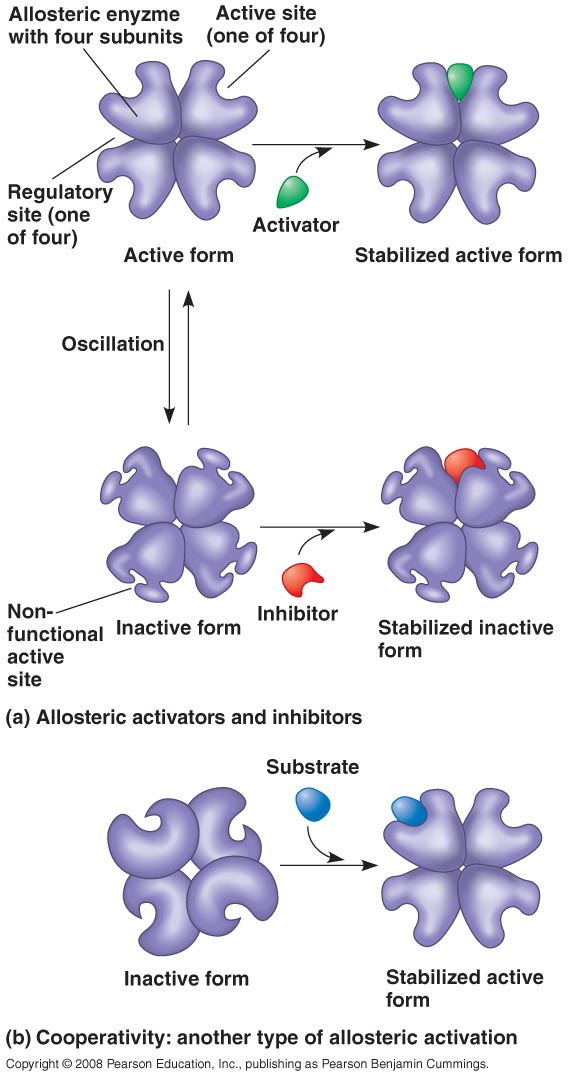 Allosteric enyzme
with four subunits
Active site
(one of four)
Regulatory
site (one
of four)
Activator
Active form
Stabilized active form
Oscillation
Non-
functional
active
site
Inactive form
Inhibitor
Stabilized inactive
form
(a) Allosteric activators and inhibitors
Substrate
Inactive form
Stabilized active
form
(b) Cooperativity: another type of allosteric activation
Copyright © 2008 Pearson Education, Inc., publishing as Pearson Benjamin Cummings.